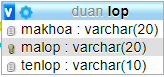 duan lop
makhoa : varchar(20)
malop : varchar(20)
tenlop : varchar(10)